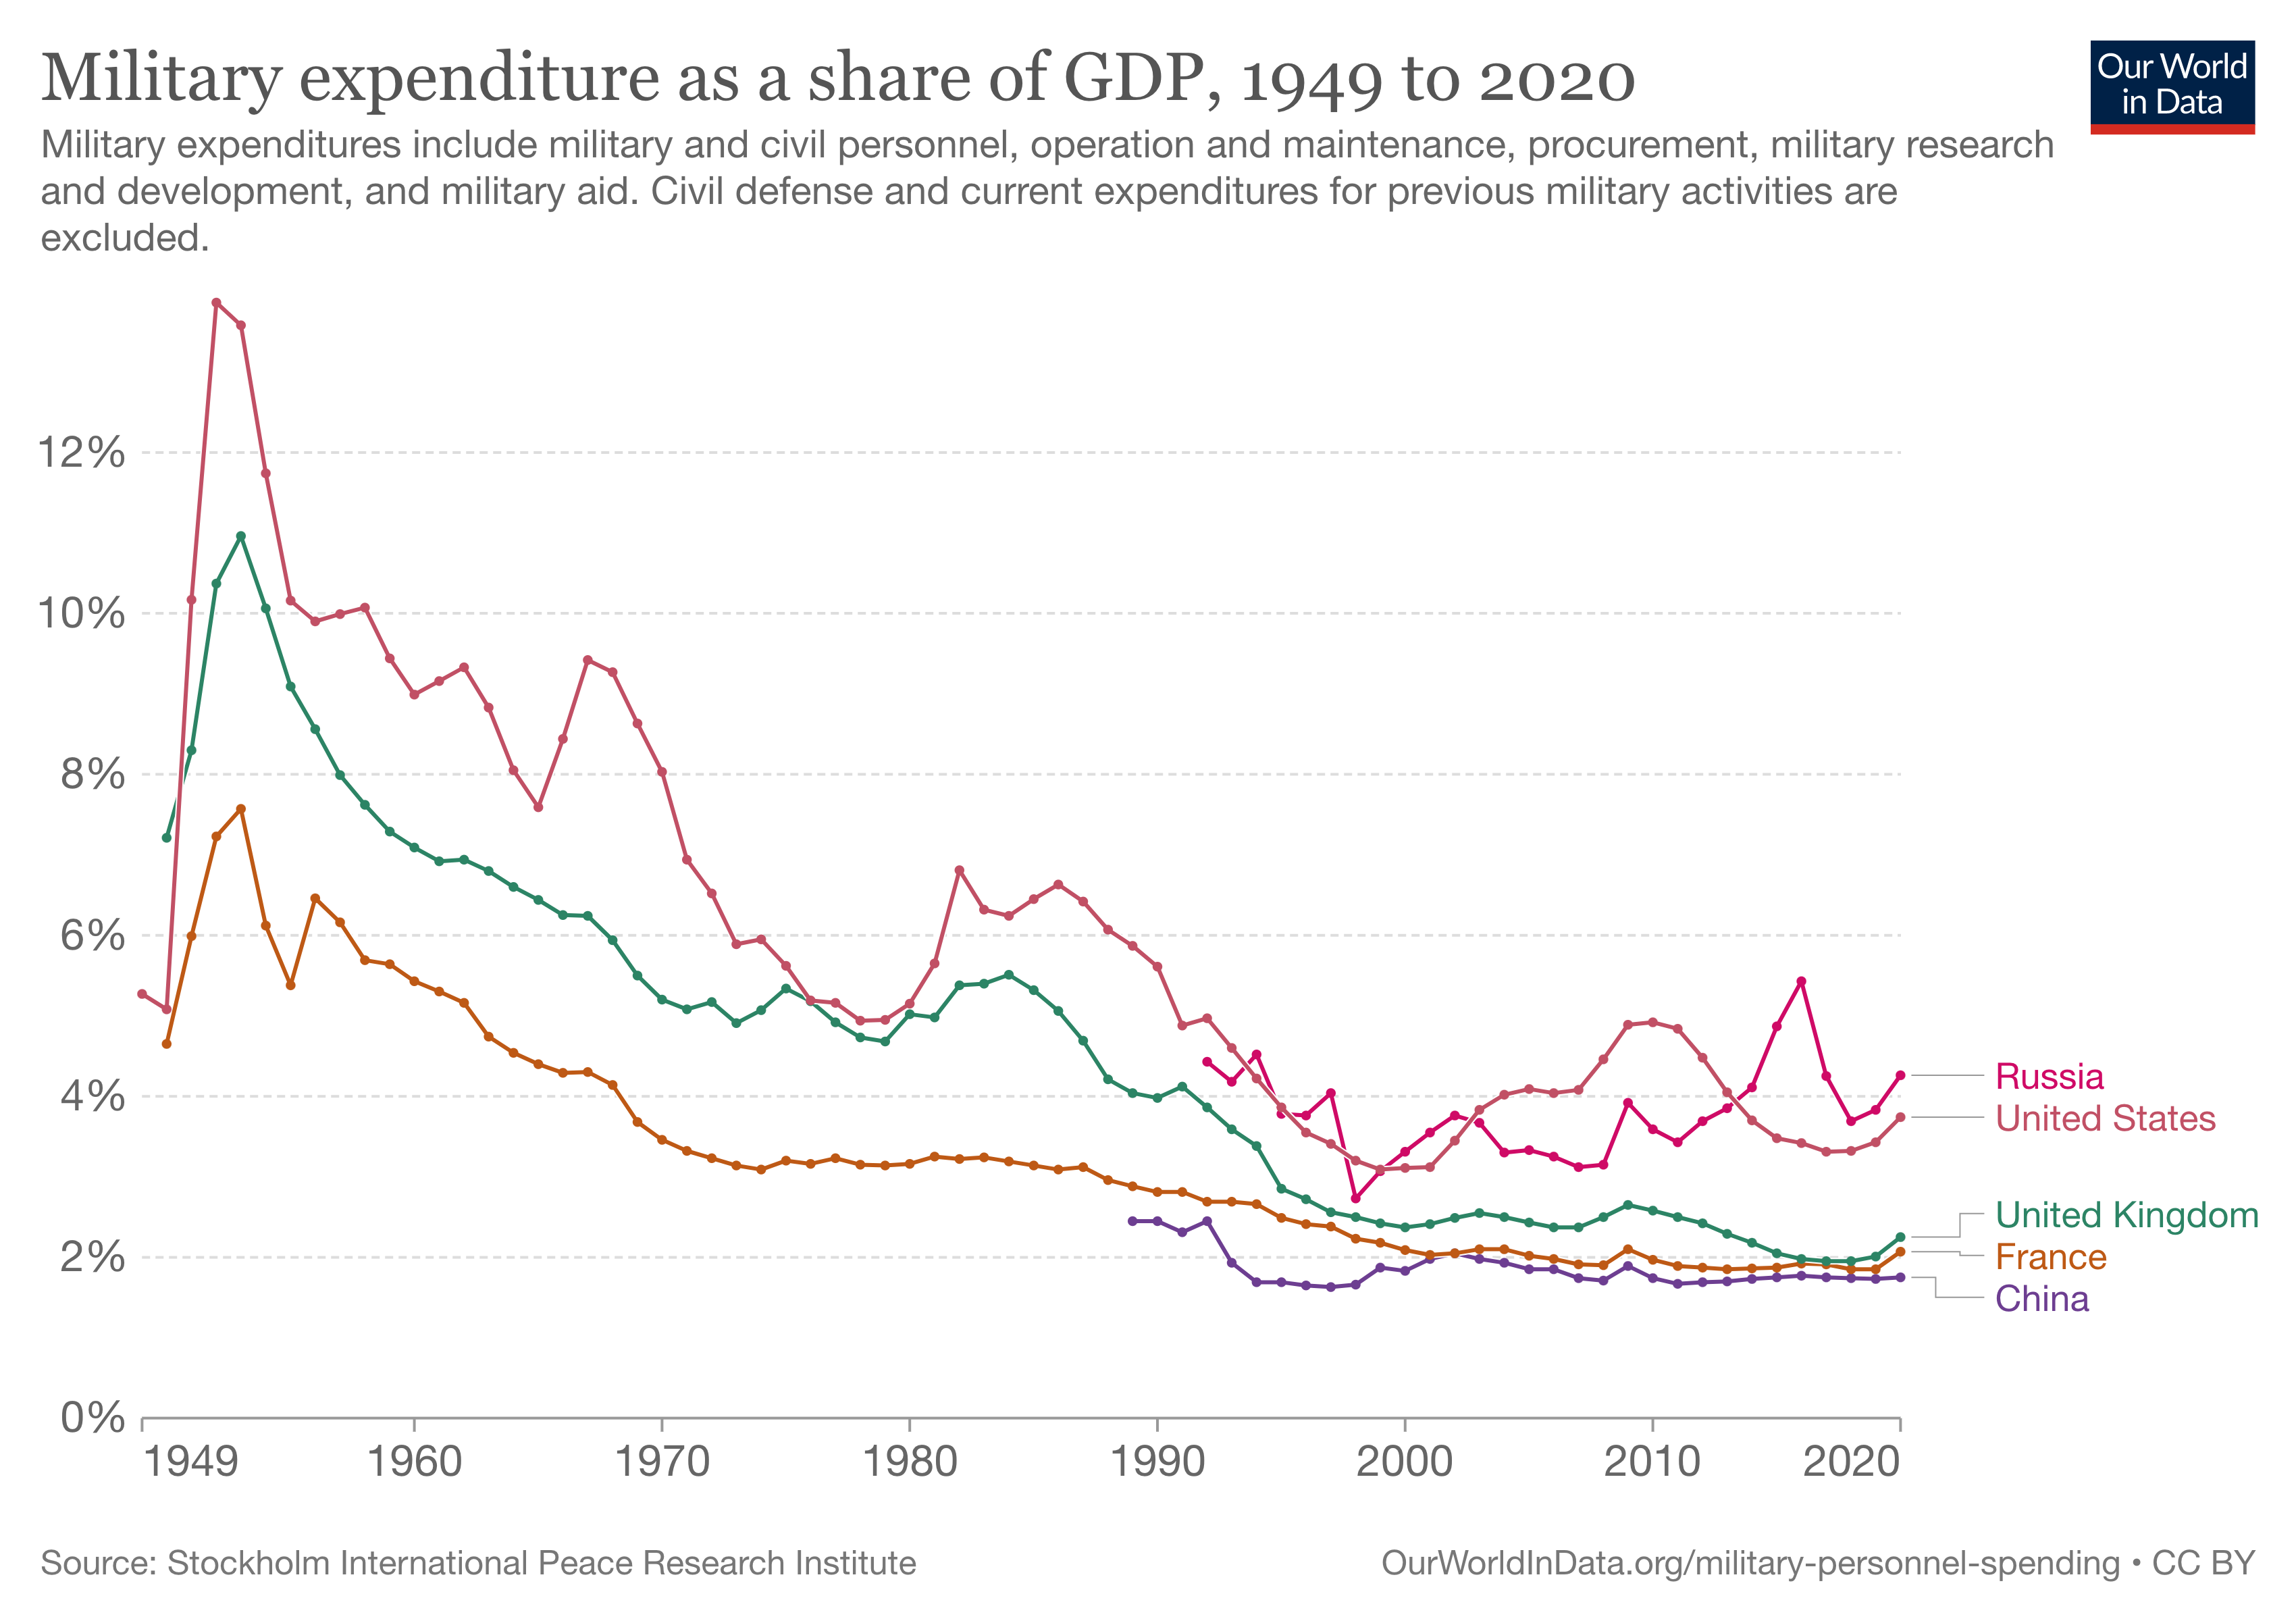 Military expenditure as a share of GDP, 1949 to 2020
Our World
in Data
Military expenditures include military and civil personnel, operation and maintenance, procurement, military research
and development, and military aid. Civil defense and current expenditures for previous military activities are
excluded.
12%
10%
8%
6%
4%
2%
0%
Russia
United States
United Kingdom
France
China
1949 1960 1970 1980 1990 2000 2010 2020
Source: Stockholm International Peace Research Institute
OurWorldInData.org/military-personnel-spending • CC BY